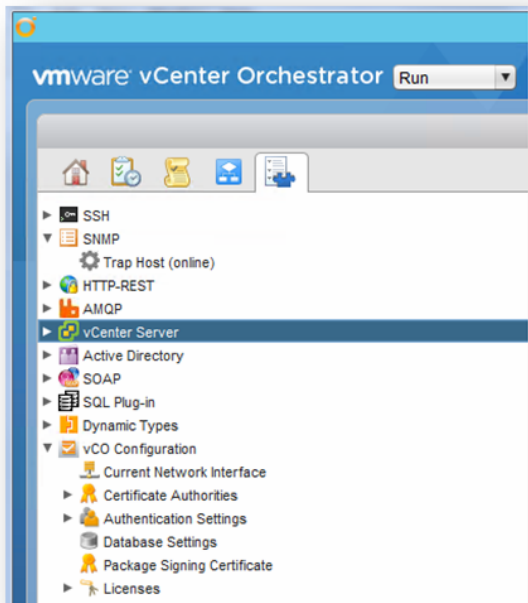 vmware vCenter Orchestrator Run
SSH
SNMP
Trap Host (online)
HTTP-REST
AMQP
vCenter Server
Active Directory
SOAP
SQL Plug-in
Dynamic Types
vCO Configuration
Current Network Interface
Certificate Authorities
Authentication Settings
Database Settings
Package Signing Certificate
Licenses